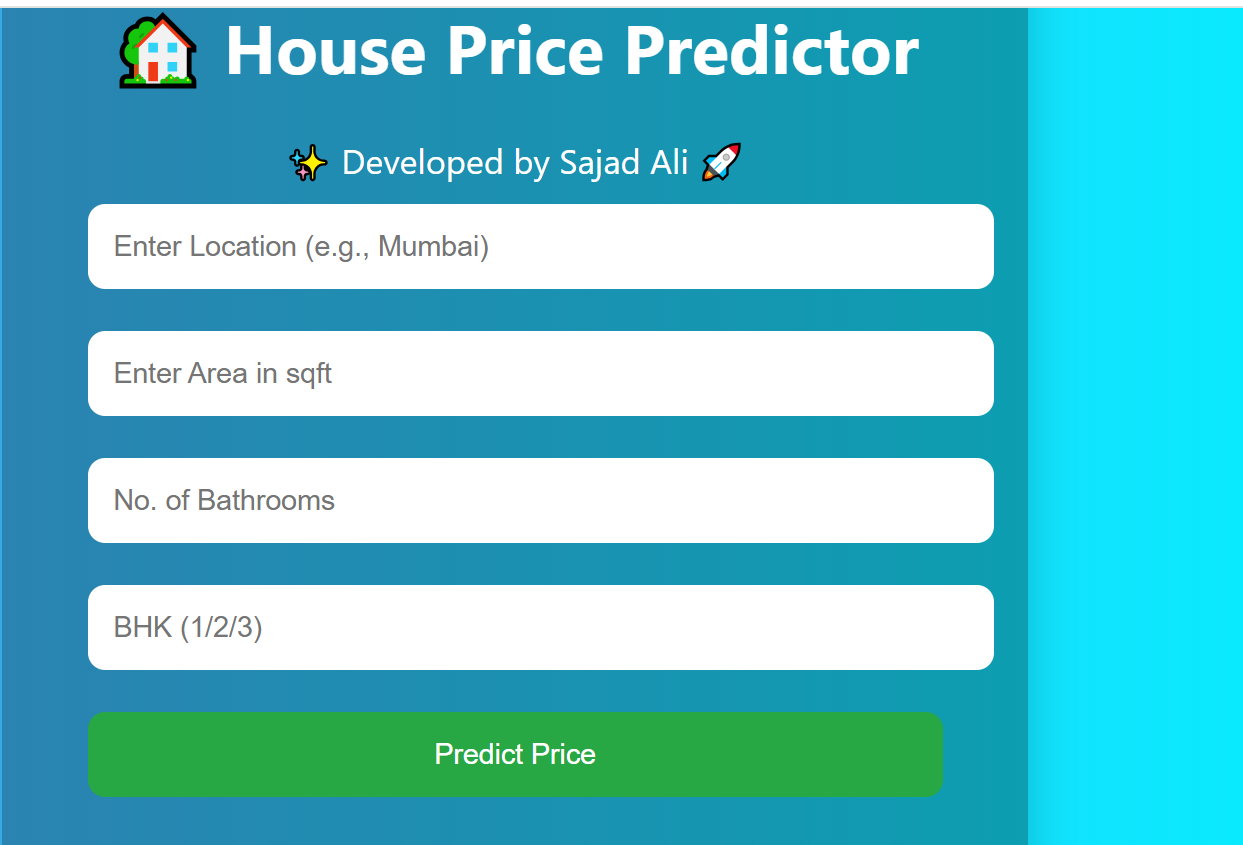 House Price Predictor
✨ Developed by Sajad Ali 🚀
Enter Location (e.g., Mumbai)
Enter Area in sqft
No. of Bathrooms
BHK (1/2/3)
Predict Price